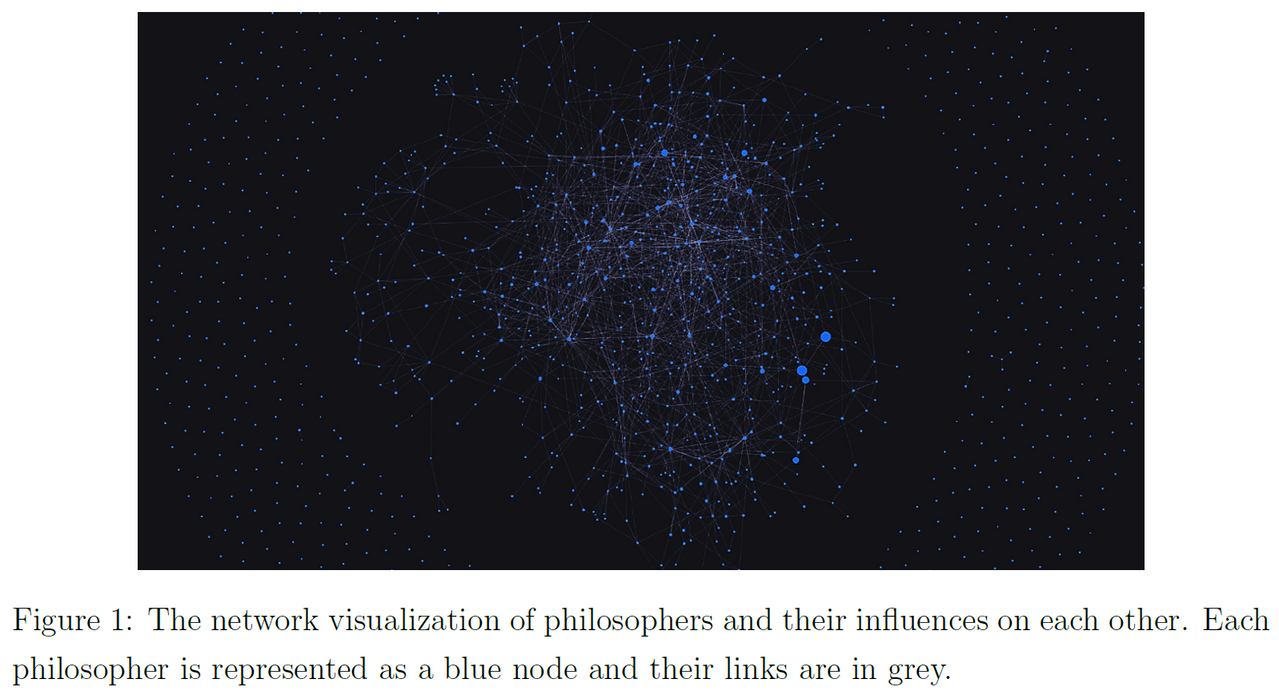 Figure 1: The network visualization of philosophers and their influences on each other. Each
philosopher is represented as a blue node and their links are in grey.